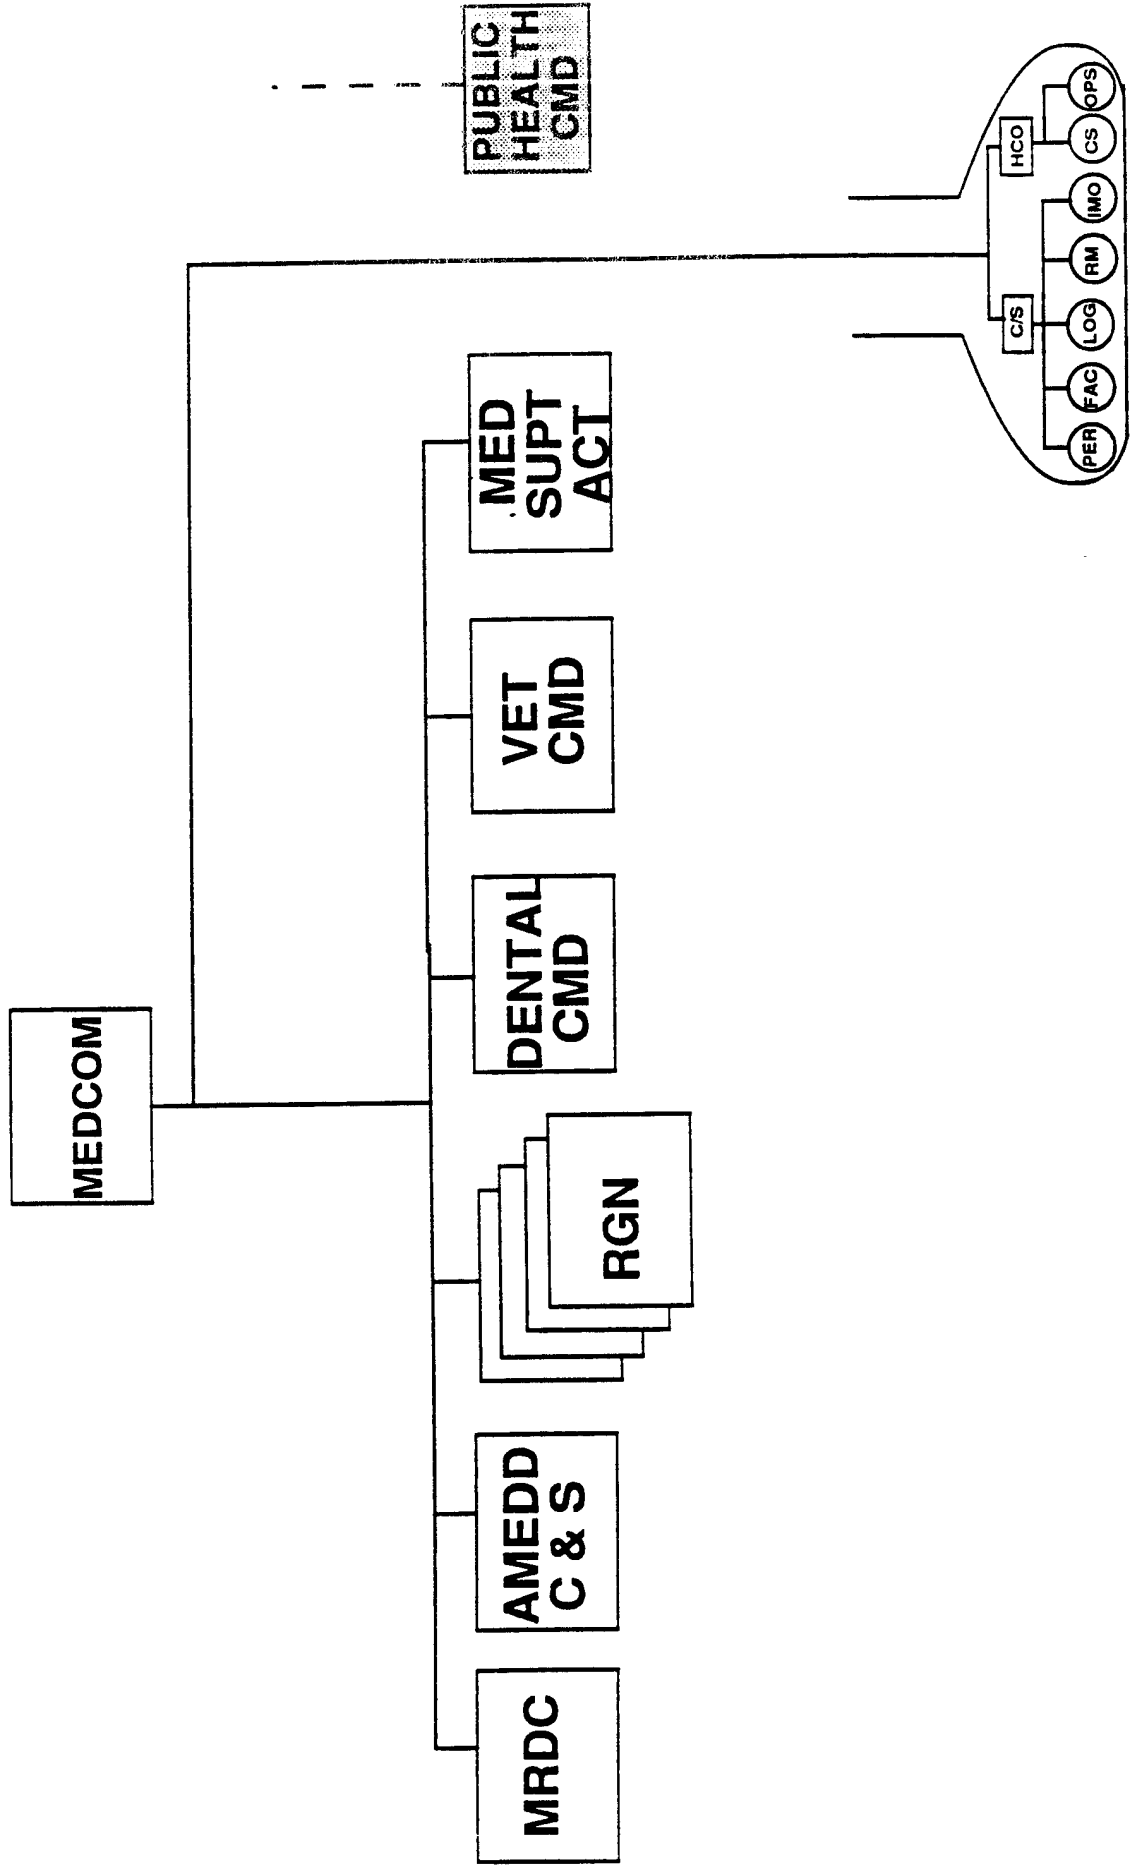 MEDCOM
MRDC
AMEDD
C & S
RGN
DENTAL
CMD
VET
CMD
MED
SUPT
ACT
PUBLIC
HEALTH
CMD
C/S
HCO
PER
FAC
LOG
RM
IMO
CS
OPS